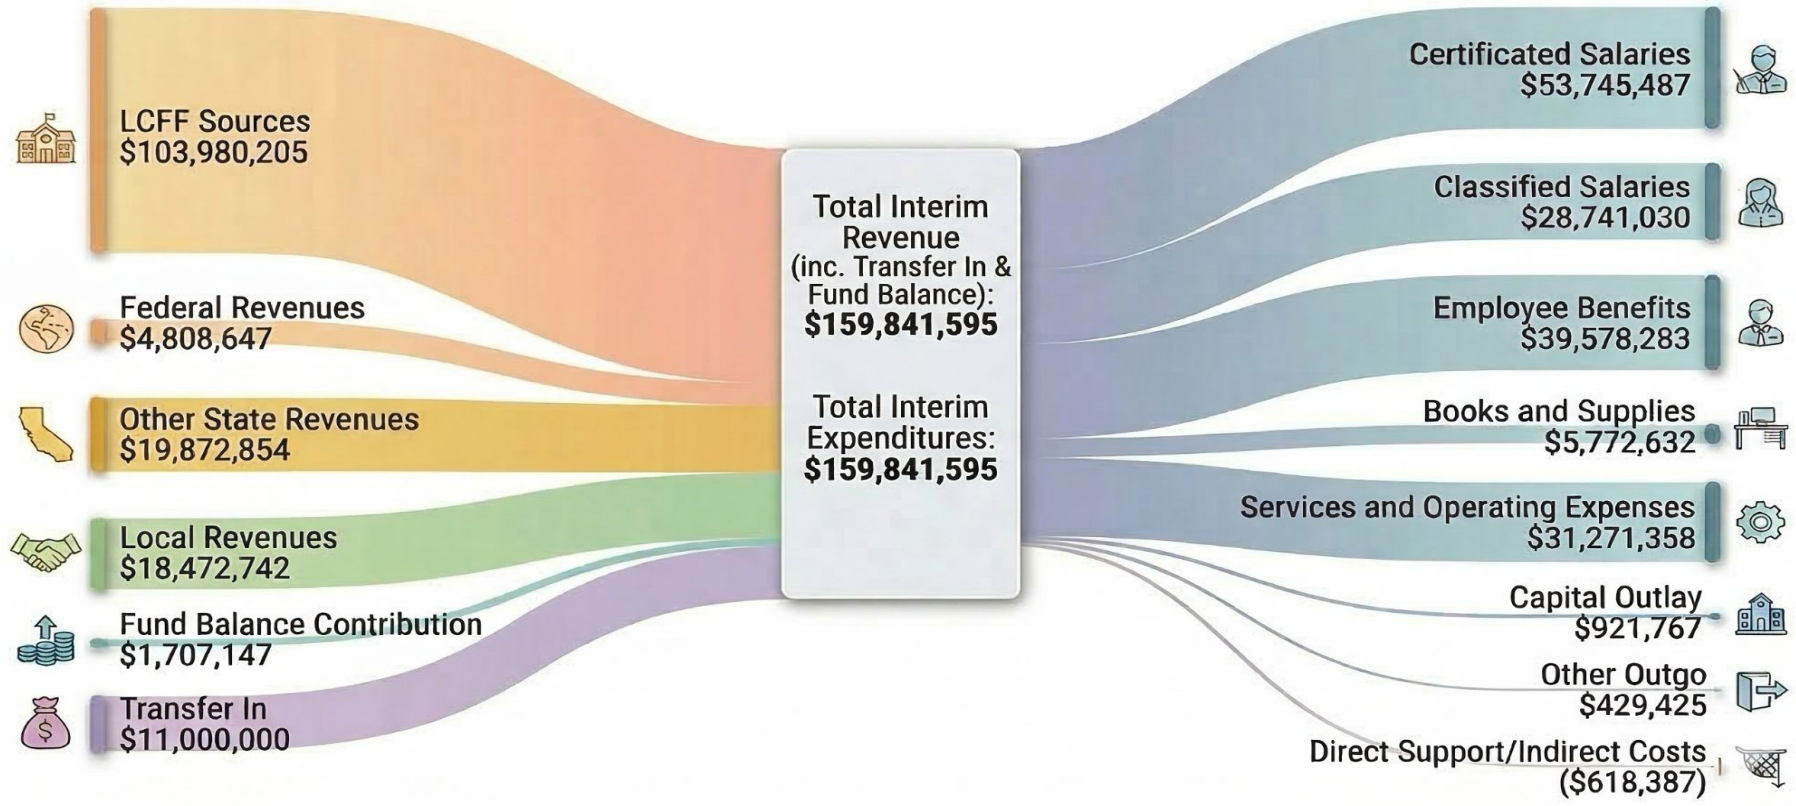 LCFF Sources
$103,980,205
Federal Revenues
$4,808,647
Other State Revenues
$19,872,854
Local Revenues
$18,472,742
Fund Balance Contribution
$1,707,147
Transfer In
$11,000,000
$
Total Interim
Revenue
(inc. Transfer In &
Fund Balance):
$159,841,595
Total Interim
Expenditures:
$159,841,595
Certificated Salaries
$53,745,487
Classified Salaries
$28,741,030
Employee Benefits
$39,578,283
Books and Supplies
$5,772,632
Services and Operating Expenses
$31,271,358
Capital Outlay
$921,767
Other Outgo
$429,425
Direct Support/Indirect Costs
($618,387)